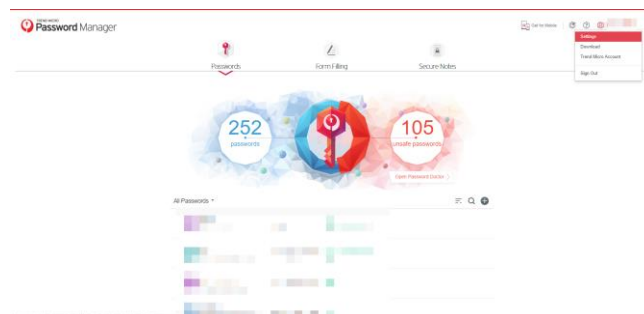 TREND MICRO
Password Manager
Get for Mobile
Settings
Download
Trend Micro Account
Sign Out
Passwords
Form Filling
Secure Notes
252
passwords
105
unsafe passwords
Open Password Doctor
All Passwords